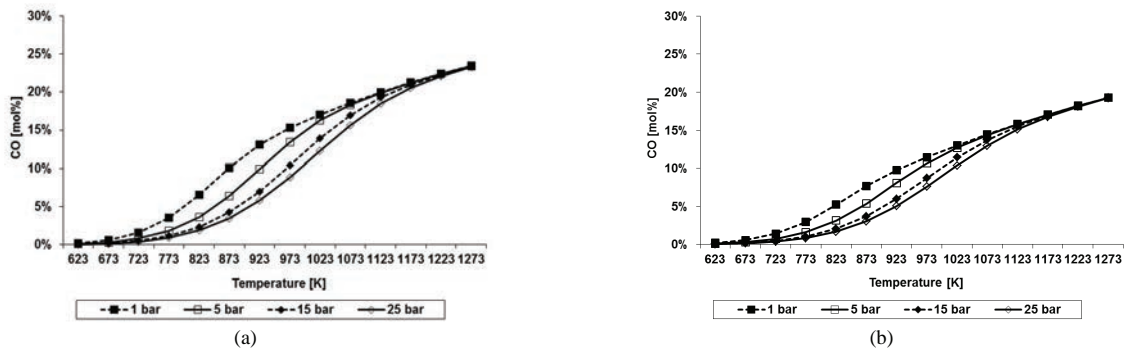 30%
25%
20%
15%
10%
5%
0%
CO [mol%]
623 673 723 773 823 873 923 973 1023 1073 1123 1173 1223 1273
Temperature [K]
1 bar 5 bar 15 bar 25 bar
(a)
30%
25%
20%
15%
10%
5%
0%
CO [mol%]
623 673 723 773 823 873 923 973 1023 1073 1123 1173 1223 1273
Temperature [K]
1 bar 5 bar 15 bar 25 bar
(b)